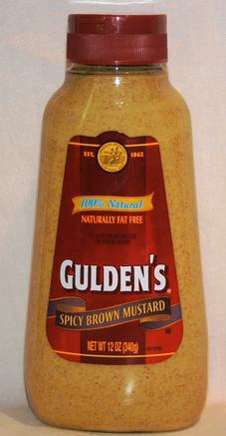 EST. 1862
100% Natural
NATURALLY FAT FREE
GULDEN'S®
SPICY BROWN MUSTARD
NET WT 12 OZ (340g)